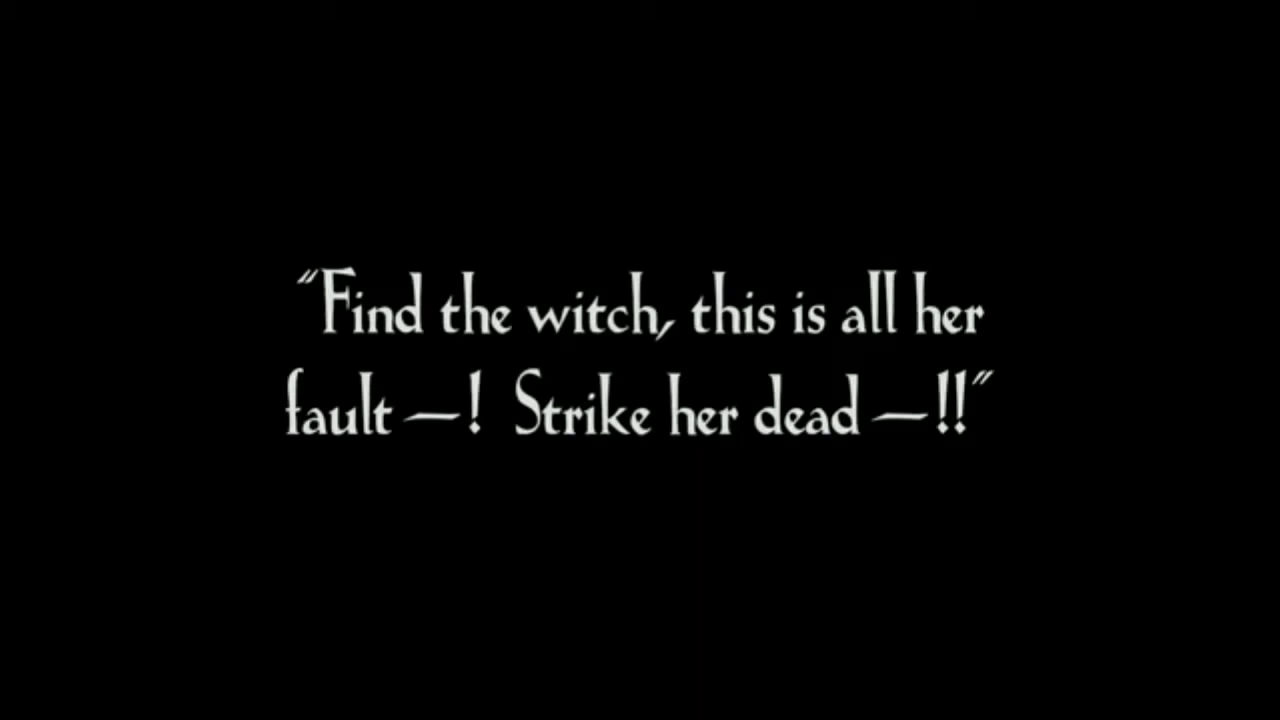 "Find the witch, this is all her
fault —! Strike her dead —!!"